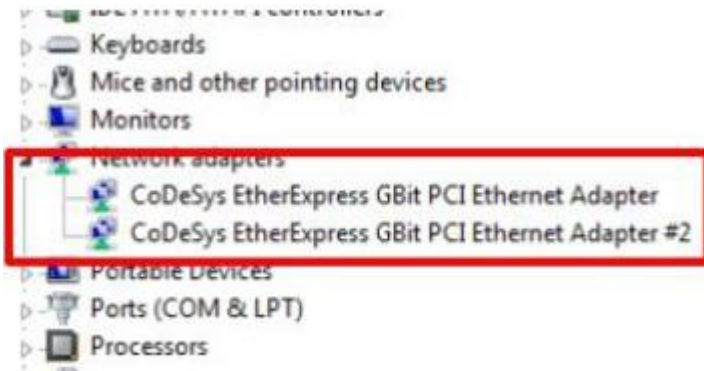 Keyboards
Mice and other pointing devices
Monitors
Network adapters
CoDeSys EtherExpress GBit PCI Ethernet Adapter
CoDeSys EtherExpress GBit PCI Ethernet Adapter #2
Portable Devices
Ports (COM & LPT)
Processors